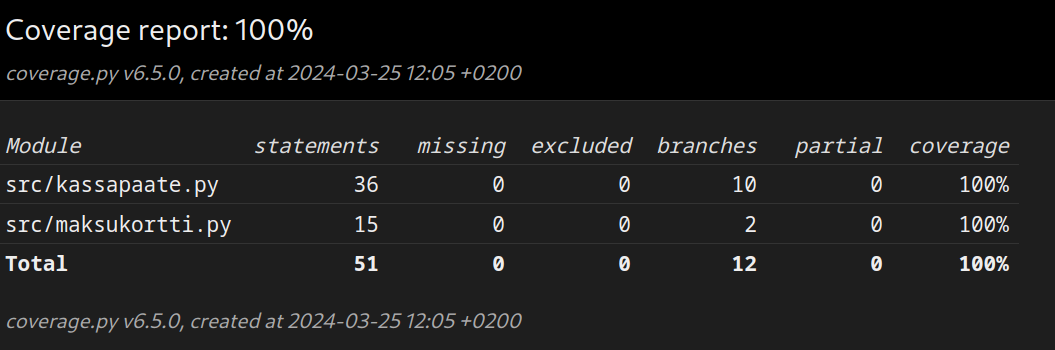 Coverage report: 100%
coverage.py v6.5.0, created at 2024-03-25 12:05 +0200
Module statements missing excluded branches partial coverage
src/kassapaate.py 36 0 0 10 0 100%
src/maksukortti.py 15 0 0 2 0 100%
Total 51 0 0 12 0 100%
coverage.py v6.5.0, created at 2024-03-25 12:05 +0200